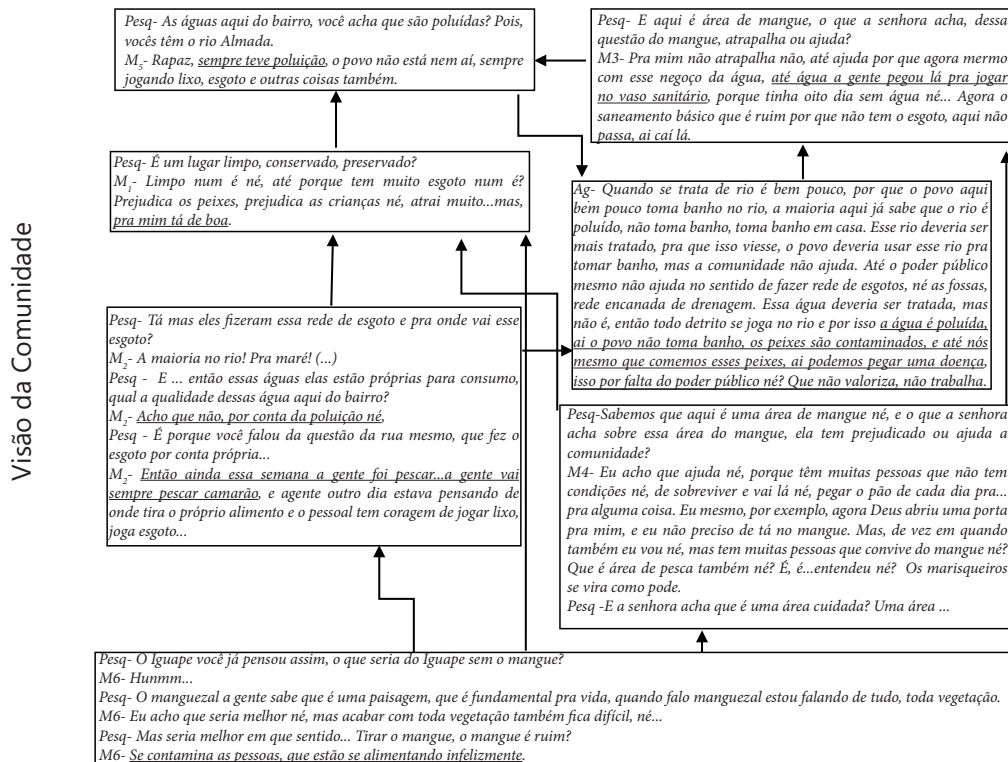 Visão da Comunidade
Pesq- As águas aqui do bairro, você acha que são poluídas? Pois,
vocês têm o rio Almada.
M5- Rapaz, sempre teve poluição, o povo não está nem aí, sempre
jogando lixo, esgoto e outras coisas também.
Pesq- E aqui é área de mangue, o que a senhora acha, dessa
questão do mangue, atrapalha ou ajuda?
M3- Pra mim não atrapalha não, até ajuda por que agora mermo
com esse negoço da água, até água a gente pegou lá pra jogar
no vaso sanitário, porque tinha oito dia sem água né... Agora o
saneamento básico que é ruim por que não tem o esgoto, aqui não
passa, ai caí lá.
Pesq- É um lugar limpo, conservado, preservado?
M1- Limpo num é né, até porque tem muito esgoto num é?
Prejudica os peixes, prejudica as crianças né, atrai muito...mas,
pra mim tá de boa.
Ag- Quando se trata de rio é bem pouco, por que o povo aqui
bem pouco toma banho no rio, a maioria aqui já sabe que o rio é
poluído, não toma banho, toma banho em casa. Esse rio deveria ser
mais tratado, pra que isso viesse, o povo deveria usar esse rio pra
tomar banho, mas a comunidade não ajuda. Até o poder público
mesmo não ajuda no sentido de fazer rede de esgotos, né as fossas,
rede encanada de drenagem. Essa água deveria ser tratada, mas
não é, então todo detrito se joga no rio e por isso a água é poluída,
ai o povo não toma banho, os peixes são contaminados, e até nós
mesmo que comemos esses peixes, ai podemos pegar uma doença,
isso por falta do poder público né? Que não valoriza, não trabalha.
Pesq- Tá mas eles fizeram essa rede de esgoto e pra onde vai esse
esgoto?
M2- A maioria no rio! Pra maré! (...)
Pesq - E ... então essas águas elas estão próprias para consumo,
qual a qualidade dessas água aqui do bairro?
M2- Acho que não, por conta da poluição né,
Pesq - É porque você falou da questão da rua mesmo, que fez o
esgoto por conta própria...
M2- Então ainda essa semana a gente foi pescar...a gente vai
sempre pescar camarão, e agente outro dia estava pensando de
onde tira o próprio alimento e o pessoal tem coragem de jogar lixo,
joga esgoto...
Pesq-Sabemos que aqui é uma área de mangue né, e o que a senhora
acha sobre essa área do mangue, ela tem prejudicado ou ajuda a
comunidade?
M4- Eu acho que ajuda né, porque têm muitas pessoas que não tem
condições né, de sobreviver e vai lá né, pegar o pão de cada dia pra...
pra alguma coisa. Eu mesmo, por exemplo, agora Deus abriu uma porta
pra mim, e eu não preciso de tá no mangue. Mas, de vez em quando
também eu vou né, mas tem muitas pessoas que convive do mangue né?
Que é área de pesca também né? É, é...entendeu né? Os marisqueiros
se vira como pode.
Pesq -E a senhora acha que é uma área cuidada? Uma área ...
Pesq- O Iguape você já pensou assim, o que seria do Iguape sem o mangue?
M6- Hunmm...
Pesq- O manguezal a gente sabe que é uma paisagem, que é fundamental pra vida, quando falo manguezal estou falando de tudo, toda vegetação.
M6- Eu acho que seria melhor né, mas acabar com toda vegetação também fica difícil, né...
Pesq- Mas seria melhor em que sentido... Tirar o mangue, o mangue é ruim?
M6- Se contamina as pessoas, que estão se alimentando infelizmente.